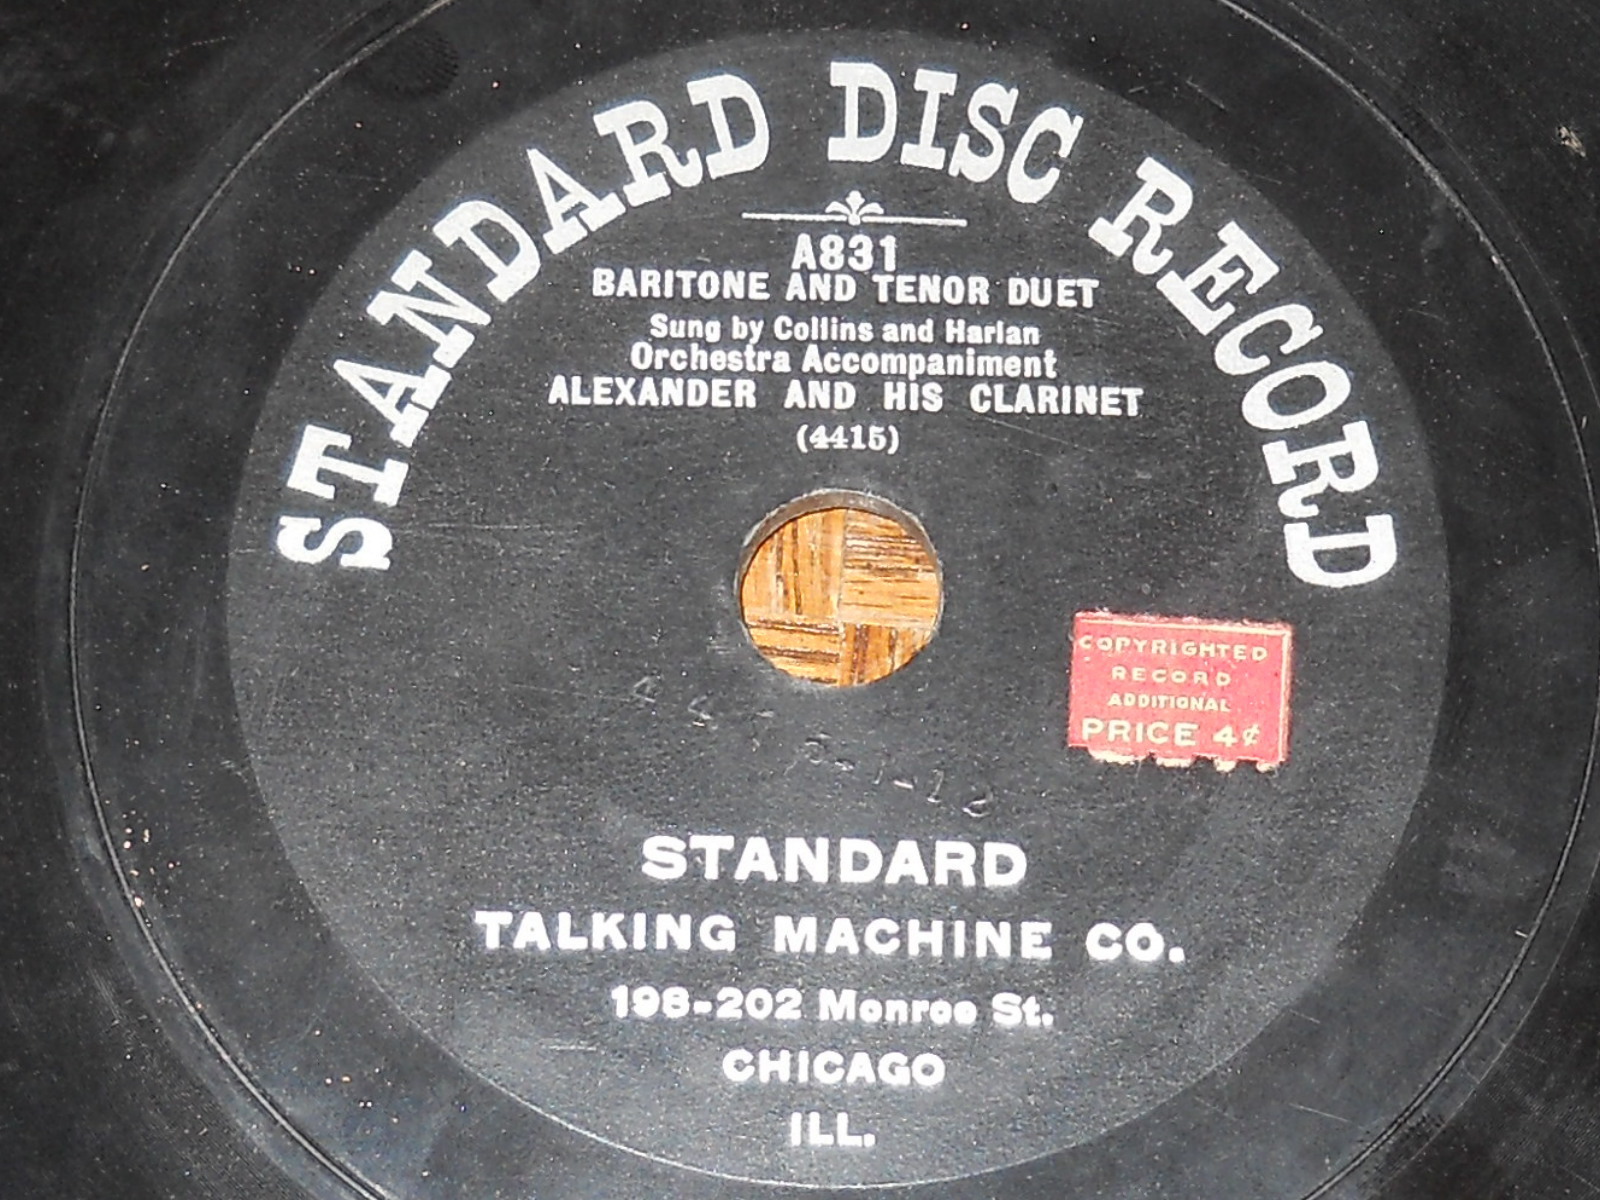 STANDARD DISC RECORD
A831
BARITONE AND TENOR DUET
Sung by Collins and Harlan
Orchestra Accompaniment
ALEXANDER AND HIS CLARINET
(4415)
COPYRIGHTED
RECORD
ADDITIONAL
PRICE 4¢
STANDARD
TALKING MACHINE CO.
198-202 Monroe St.
CHICAGO
ILL.